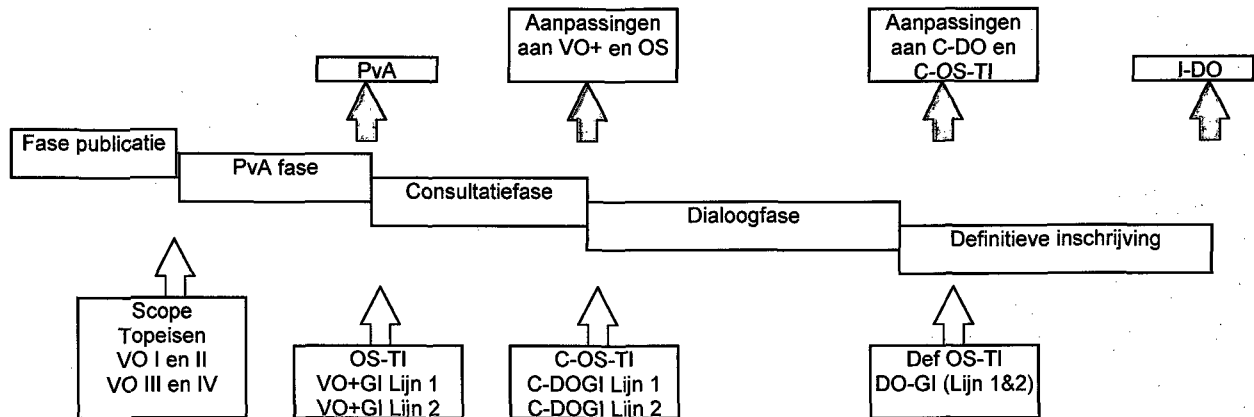 Aanpassingen
aan VO+ en OS
Aanpassingen
aan C-DO en
C-OS-TI
PvA
I-DO
Fase publicatie
PvA fase
Consultatiefase
Dialoogfase
Definitieve inschrijving
Scope
Topeisen
VO I en II
VO III en IV
OS-TI
VO+GI Lijn 1
VO+GI Lijn 2
C-OS-TI
C-DOGI Lijn 1
C-DOGI Lijn 2
Def OS-TI
DO-GI (Lijn 1&2)